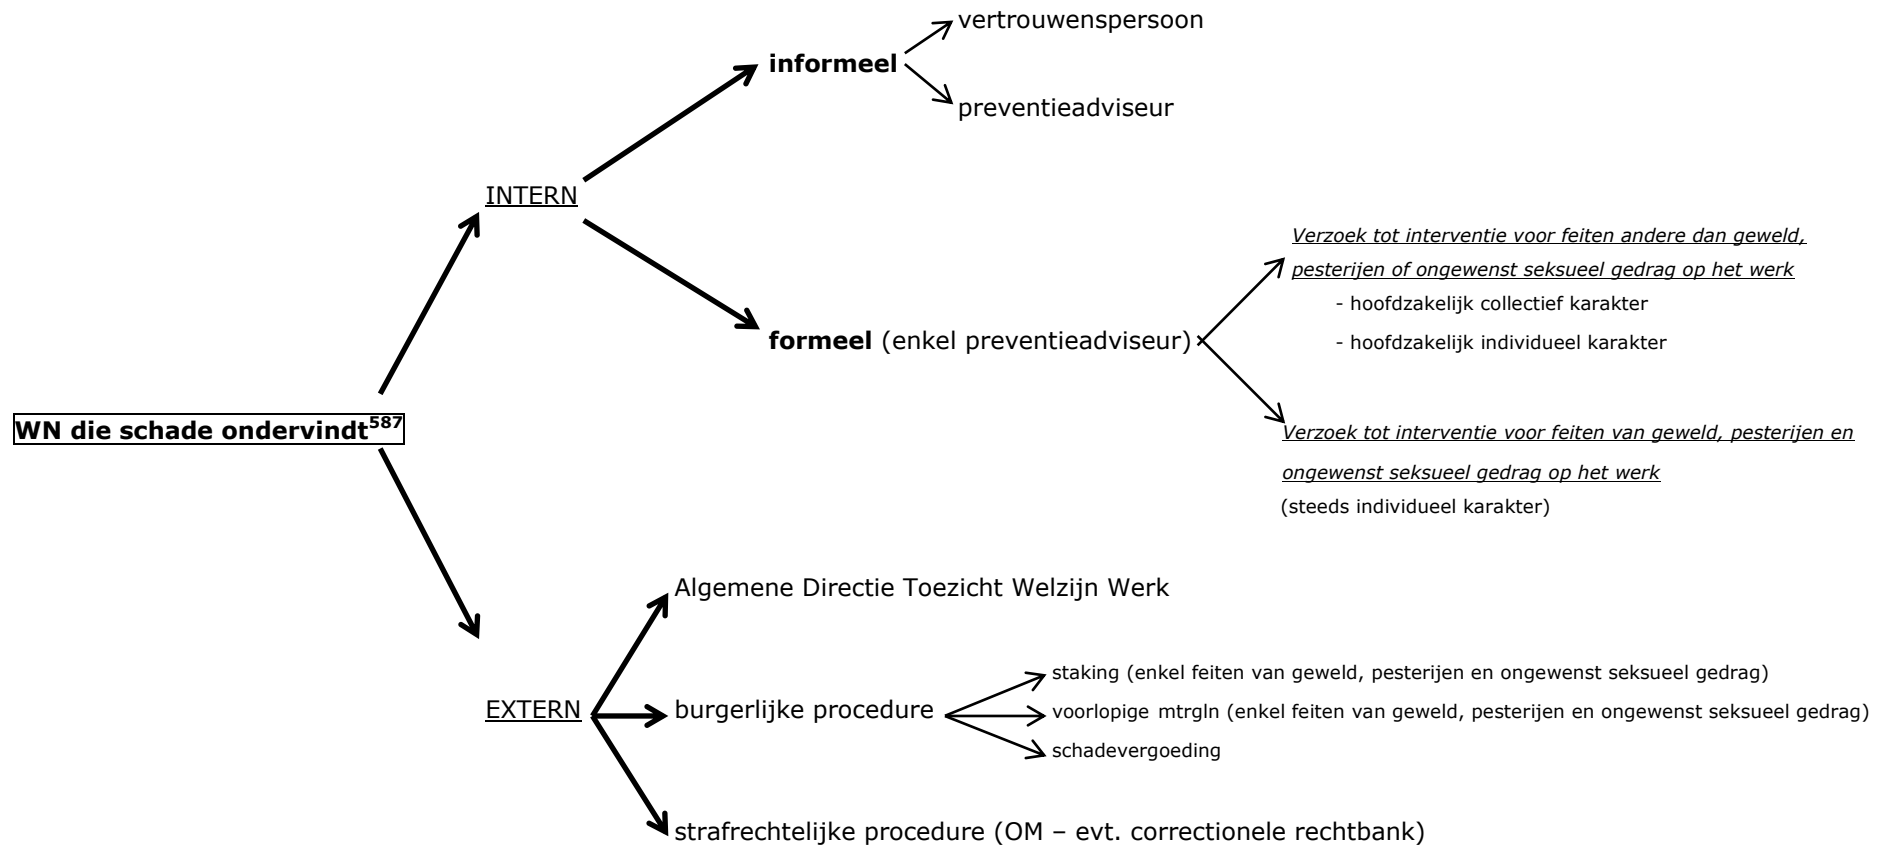 vertrouwenspersoon
informeel
preventieadviseur
INTERN
Verzoek tot interventie voor feiten andere dan geweld,
pesterijen of ongewenst seksueel gedrag op het werk
- hoofdzakelijk collectief karakter
formeel (enkel preventieadviseur)
- hoofdzakelijk individueel karakter
WN die schade ondervindt587
Verzoek tot interventie voor feiten van geweld, pesterijen en
ongewenst seksueel gedrag op het werk
(steeds individueel karakter)
Algemene Directie Toezicht Welzijn Werk
EXTERN
burgerlijke procedure
staking (enkel feiten van geweld, pesterijen en ongewenst seksueel gedrag)
voorlopige mtrgln (enkel feiten van geweld, pesterijen en ongewenst seksueel gedrag)
schadevergoeding
strafrechtelijke procedure (OM – evt. correctionele rechtbank)